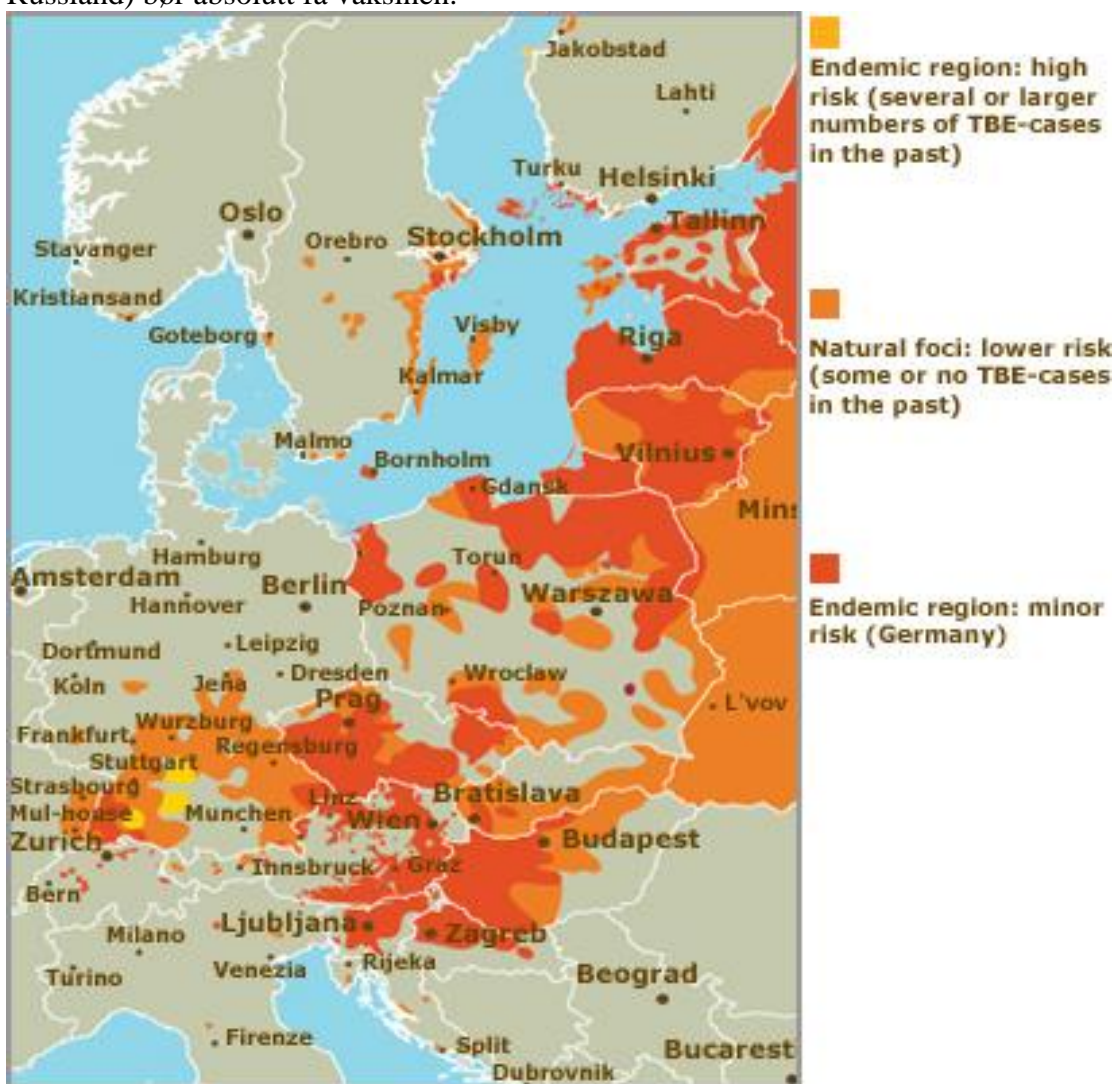 Russland) bør absolutt få vaksinen.
Jakobstad
Lahti
Turku
Helsinki
Oslo
Orebro
Stockholm
Tallinn
Stavanger
Kristiansand
Goteborg
Visby
Riga
Kalmar
Malmo
Bornholm
Vilnius
Gdansk
Mins
Hamburg
Torun
Amsterdam
Berlin
Hannover
Poznan
Warszawa
Dortmund
Leipzig
Köln
Jena
Dresden
Wroclaw
Prag
L'vov
Frankfurt
Wurzburg
Regensburg
Stuttgart
Strasbourg
Linz
Bratislava
Mul-house
Munchen
Wien
Zurich
Budapest
Innsbruck
Graz
Bern
Ljubljana
Zagreb
Milano
Venezia
Rijeka
Turino
Beograd
Firenze
Split
Bucarest
Dubrovnik
Endemic region: high
risk (several or larger
numbers of TBE-cases
in the past)
Natural foci: lower risk
(some or no TBE-cases
in the past)
Endemic region: minor
risk (Germany)